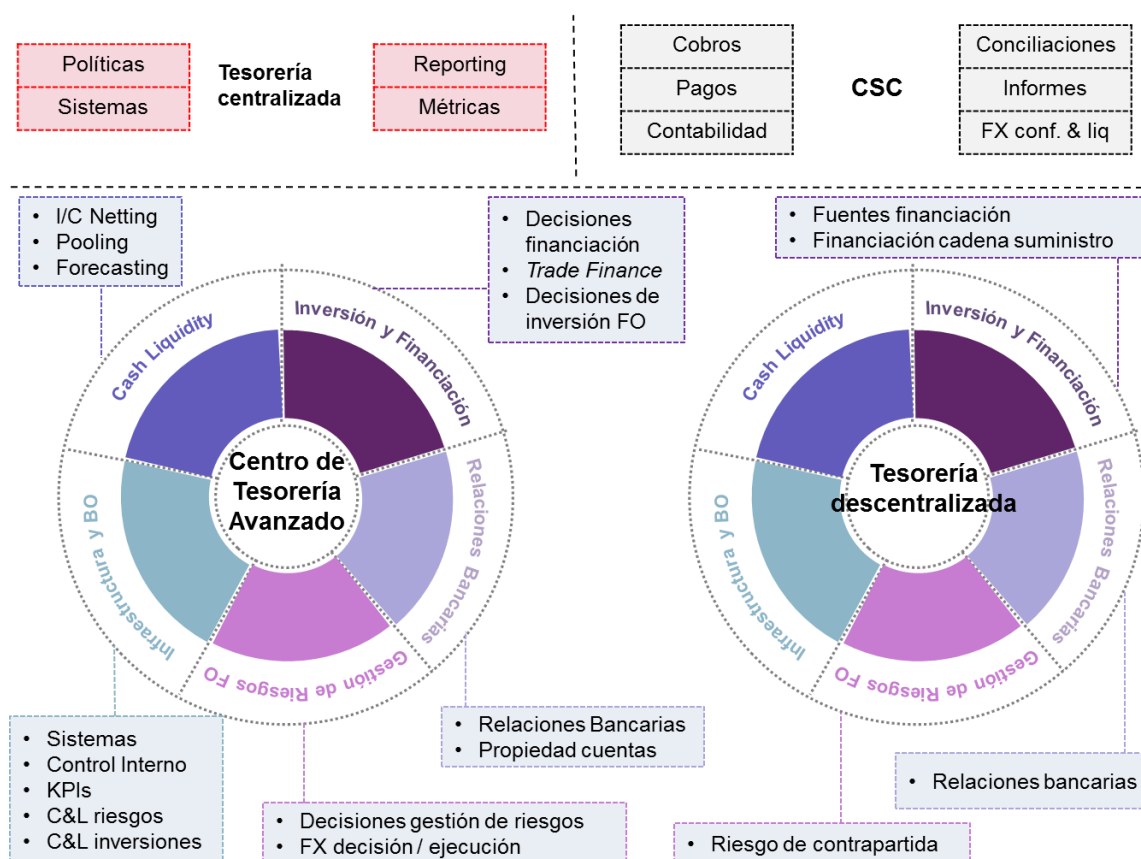 Políticas
Sistemas
Tesorería
centralizada
Reporting
Métricas
Cobros
Pagos
Contabilidad
CSC
Conciliaciones
Informes
FX conf. & liq
• I/C Netting
• Pooling
• Forecasting
• Decisiones
financiación
• Trade Finance
• Decisiones de
inversión FO
• Fuentes financiación
• Financiación cadena suministro
Cash Liquidity
Inversión y Financiación
Relaciones Bancarias
Gestión de Riesgos FO
Infraestructura y BO
Centro de
Tesorería
Avanzado
Cash Liquidity
Inversión y Financiación
Relaciones Bancarias
Gestión de Riesgos FO
Infraestructura y BO
Tesorería
descentralizada
• Sistemas
• Control Interno
• KPIs
• C&L riesgos
• C&L inversiones
• Decisiones gestión de riesgos
• FX decisión / ejecución
• Relaciones Bancarias
• Propiedad cuentas
• Riesgo de contrapartida
• Relaciones bancarias